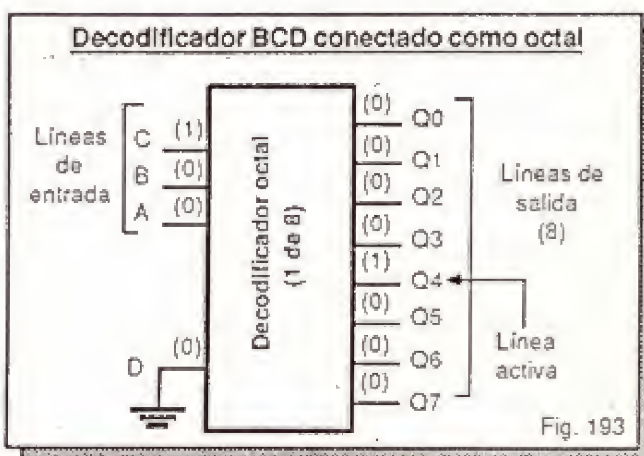 Decodificador BCD conectado como octal
Líneas
de
entrada
C (1)
B (0)
A (0)
D (0)
Decodificador octal
(1 de 8)
(0) Q0
(0) Q1
(0) Q2
(0) Q3
(1) Q4
(0) Q5
(0) Q6
(0) Q7
Líneas de
salida
(8)
Línea
activa
Fig. 193